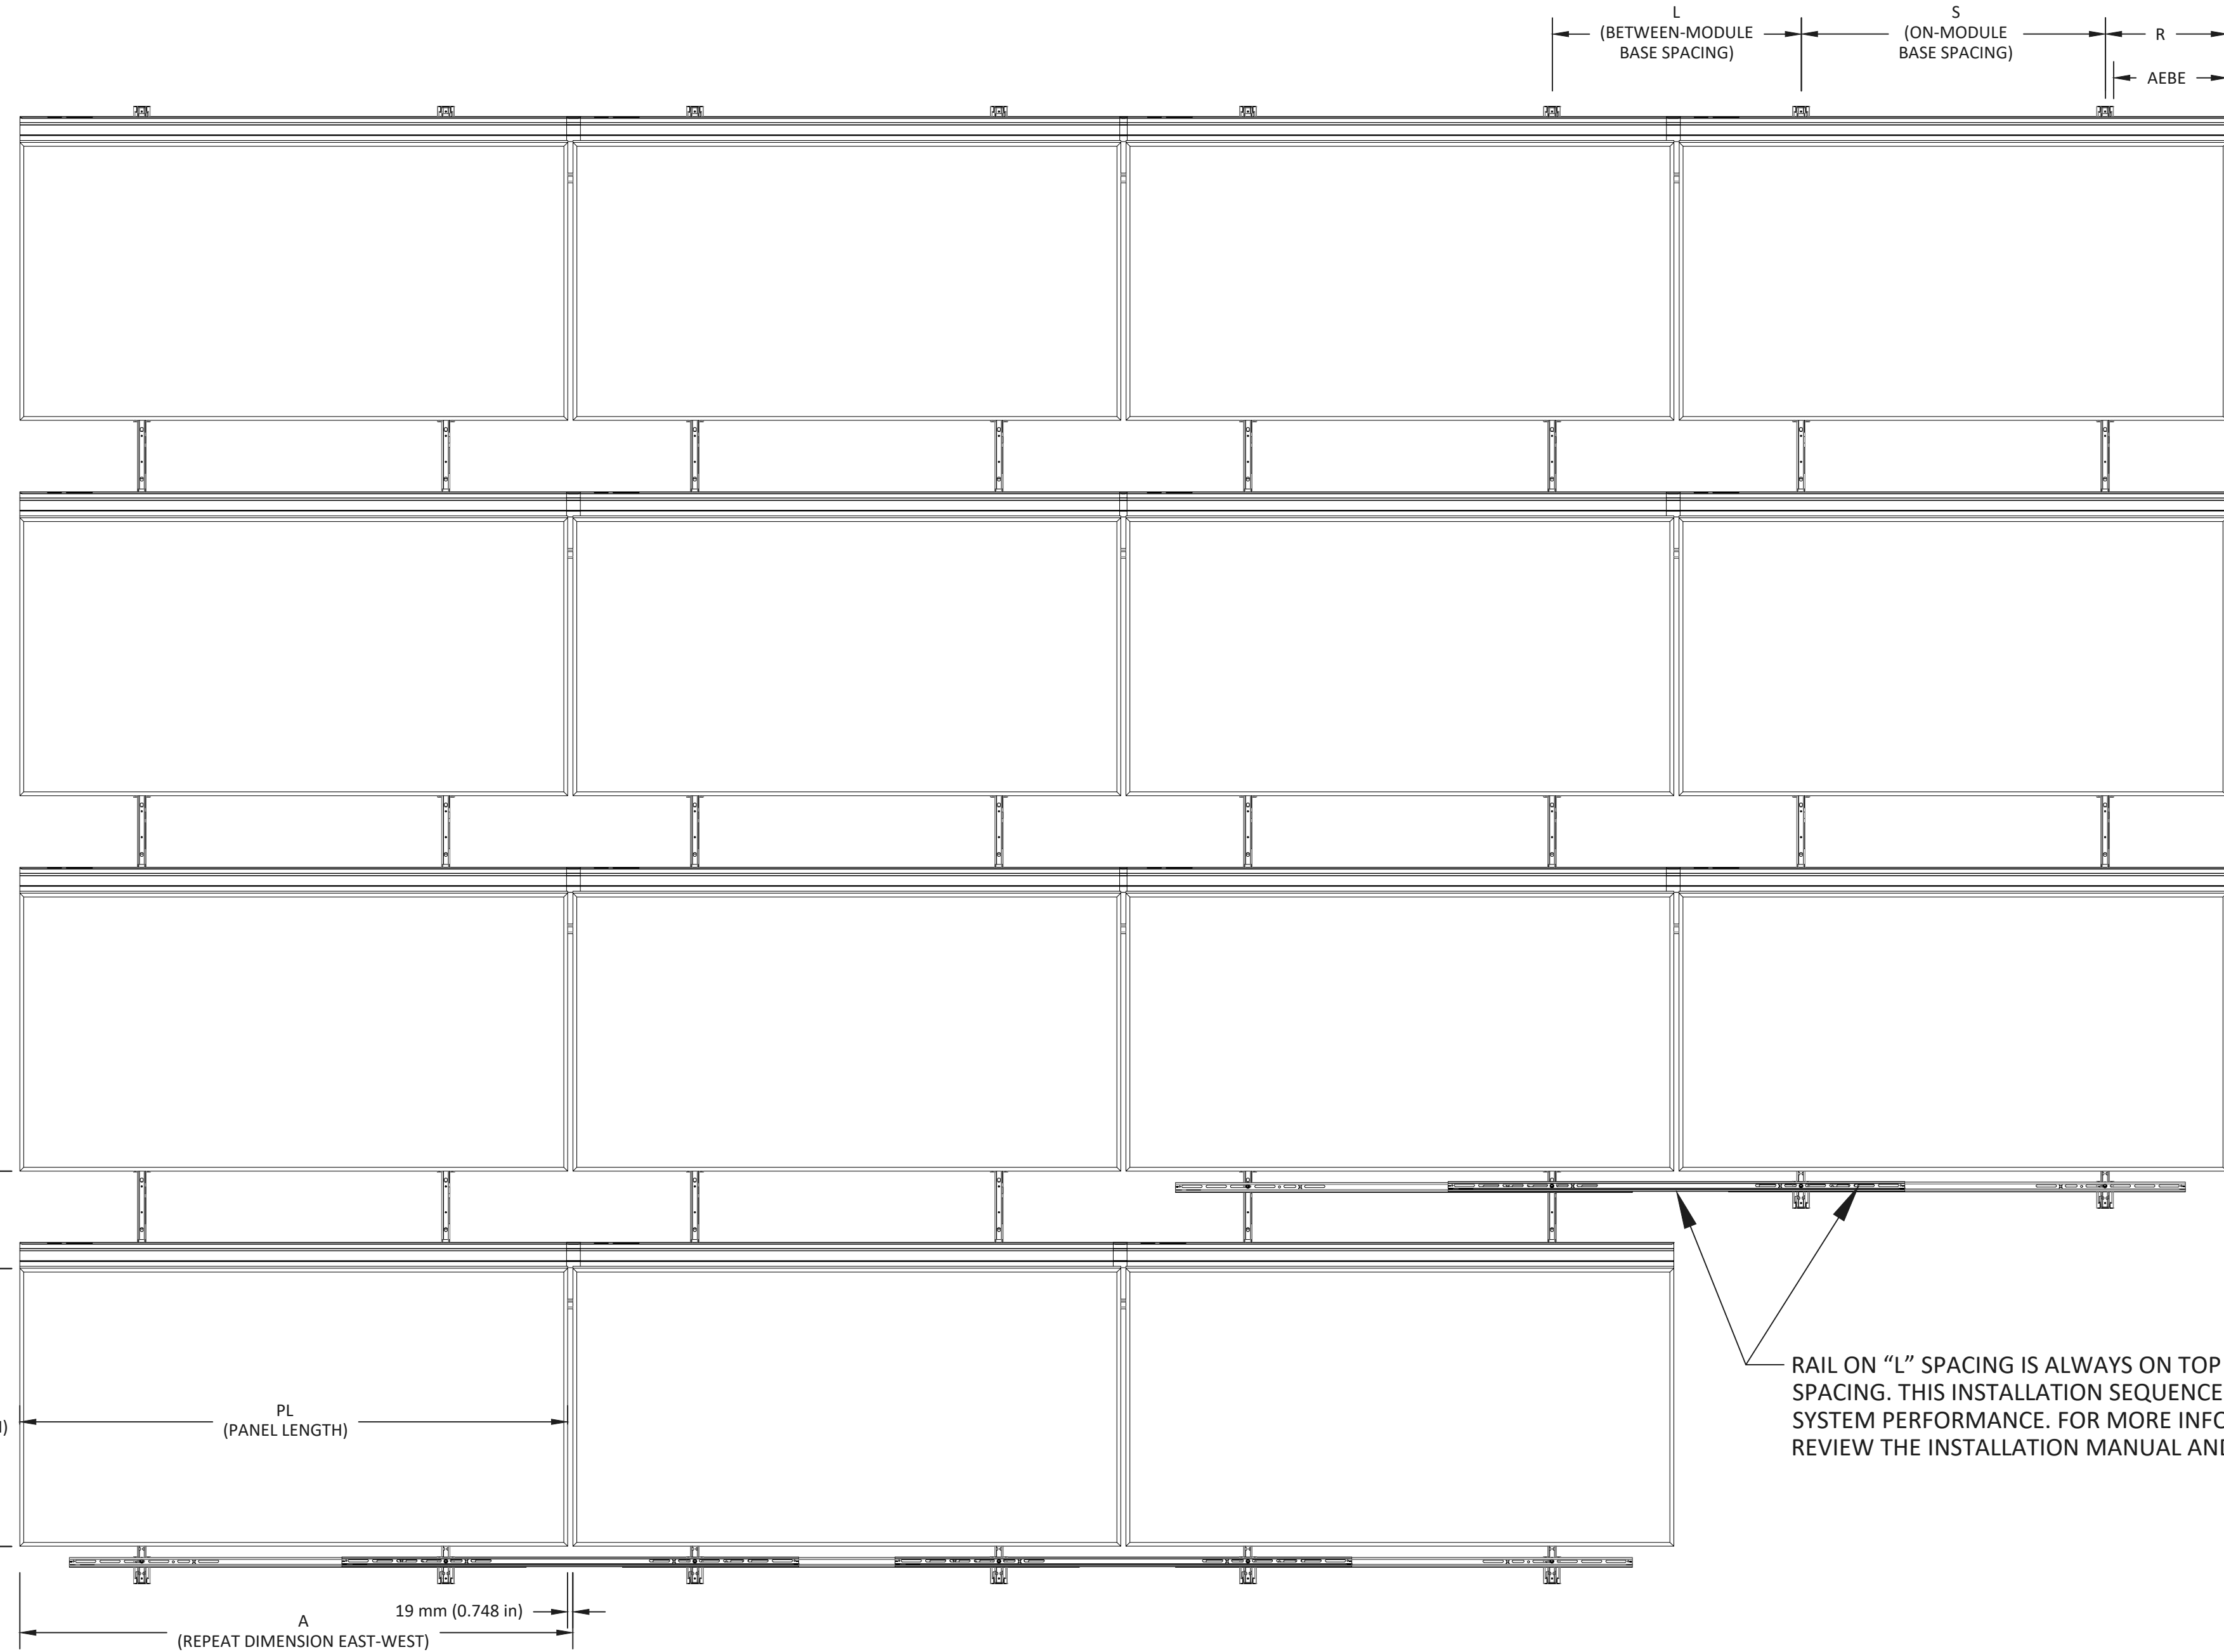 L
(BETWEEN-MODULE
BASE SPACING)
S
(ON-MODULE
BASE SPACING)
R
AEBE
RAIL ON “L” SPACING IS ALWAYS ON TOP
SPACING. THIS INSTALLATION SEQUENCE
SYSTEM PERFORMANCE. FOR MORE
REVIEW THE INSTALLATION MANUAL
PL
(PANEL LENGTH)
19 mm (0.748 in)
A
(REPEAT DIMENSION EAST-WEST)